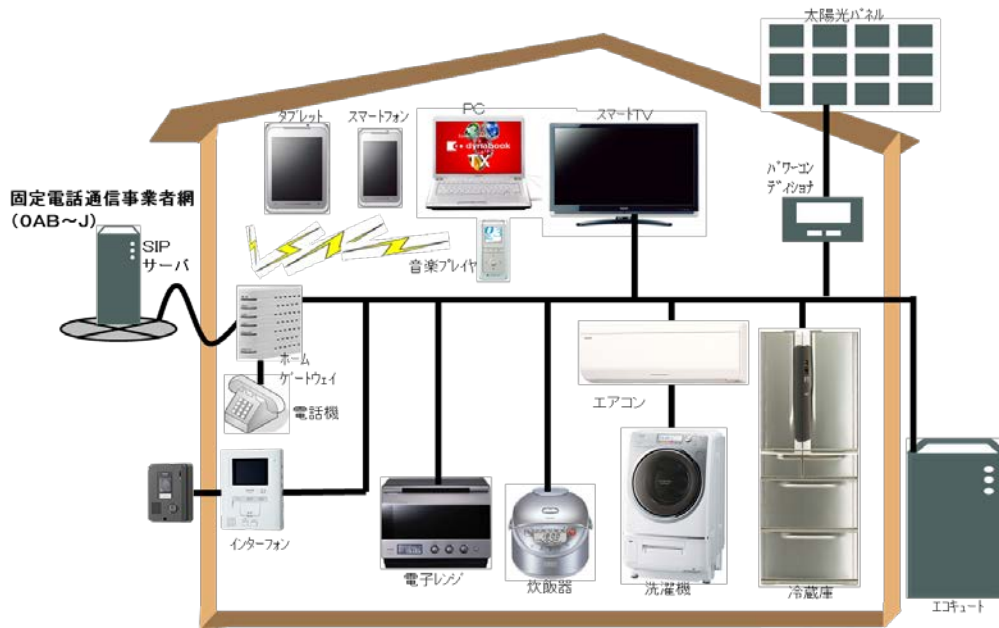 太陽光パネル
タブレット
スマートフォン
PC
スマートTV
dynabook
TX
パワーコン
ディショナ
固定電話通信事業者網
(0AB～J)
SIP
サーバ
音楽プレイヤ
ホーム
ゲートウェイ
電話機
エアコン
インターフォン
電子レンジ
炊飯器
洗濯機
冷蔵庫
エコキュート